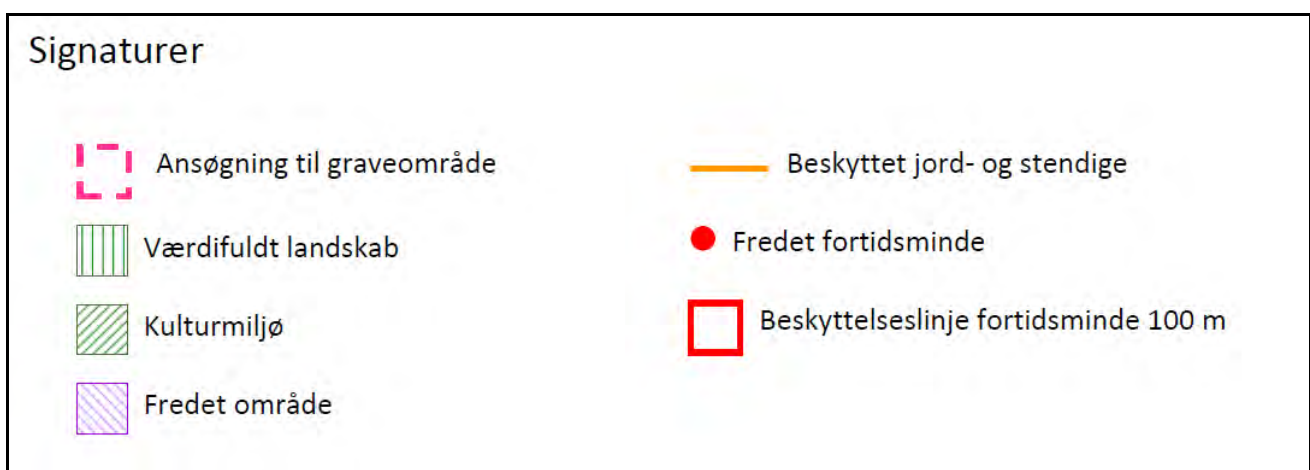 Signaturer
Ansøgning til graveområde
Værdifuldt landskab
Kulturmiljø
Fredet område
Beskyttet jord- og stendige
Fredet fortidsminde
Beskyttelseslinje fortidsminde 100 m